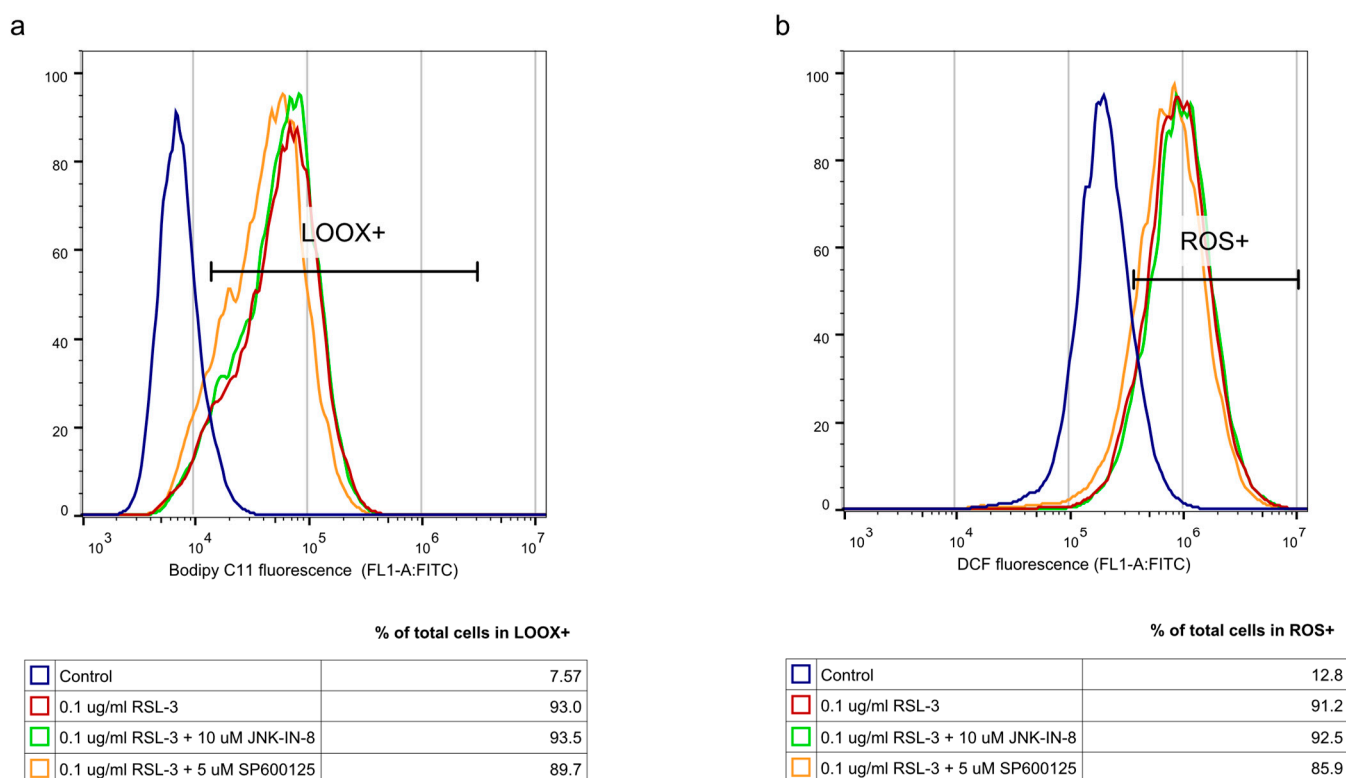 a
b
100
80
60
40
20
0
LOOX+
10^3
10^4
10^5
10^6
10^7
Bodipy C11 fluorescence (FL1-A:FITC)
100
80
60
40
20
0
ROS+
10^3
10^4
10^5
10^6
10^7
DCF fluorescence (FL1-A:FITC)
% of total cells in LOOX+
Control 7.57
0.1 ug/ml RSL-3 93.0
0.1 ug/ml RSL-3 + 10 uM JNK-IN-8 93.5
0.1 ug/ml RSL-3 + 5 uM SP600125 89.7
% of total cells in ROS+
Control 12.8
0.1 ug/ml RSL-3 91.2
0.1 ug/ml RSL-3 + 10 uM JNK-IN-8 92.5
0.1 ug/ml RSL-3 + 5 uM SP600125 85.9